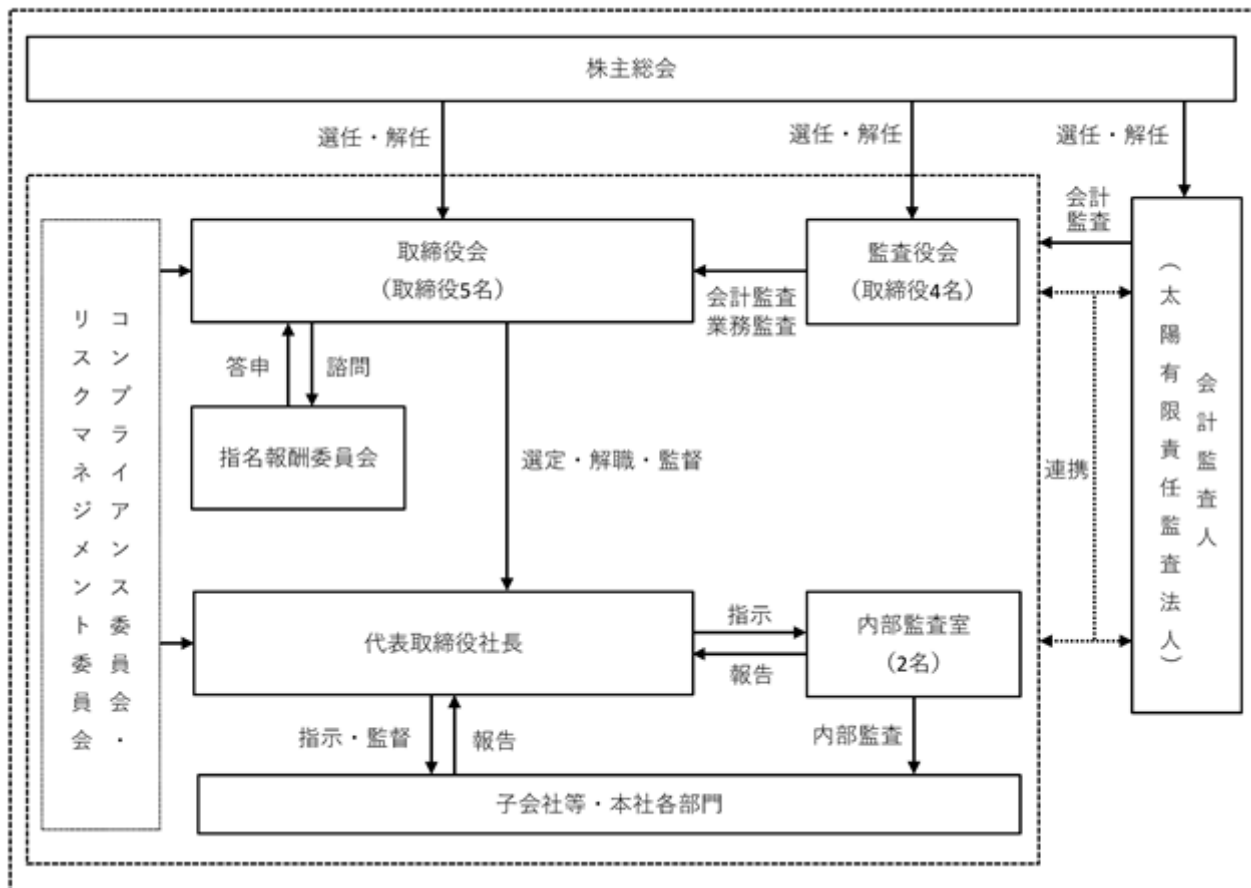 株主総会
選任・解任
選任・解任
選任・解任
会計
監査
取締役会
（取締役5名）
監査役会
（取締役4名）
会計監査
業務監査
コンプライアンス委員会・
リスクマネジメント委員会
答申
諮問
指名報酬委員会
選定・解職・監督
連携
会計監査人
（太陽有限責任監査法人）
代表取締役社長
指示
報告
内部監査室
（2名）
指示・監督
報告
内部監査
子会社等・本社各部門